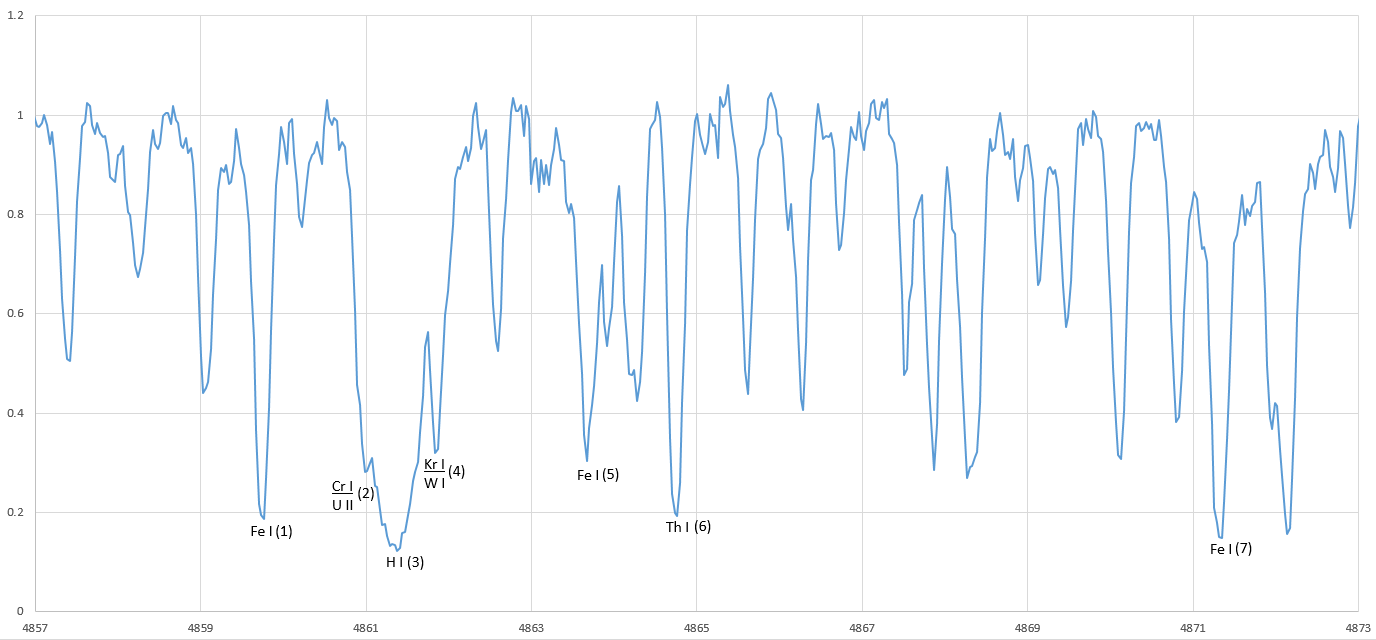 1.2
1
0.8
0.6
0.4
0.2
0
Fe I (1)
Cr I
U II
(2)
H I (3)
Kr I
W I
(4)
Fe I (5)
Th I (6)
Fe I (7)
4857 4859 4861 4863 4865 4867 4869 4871 4873